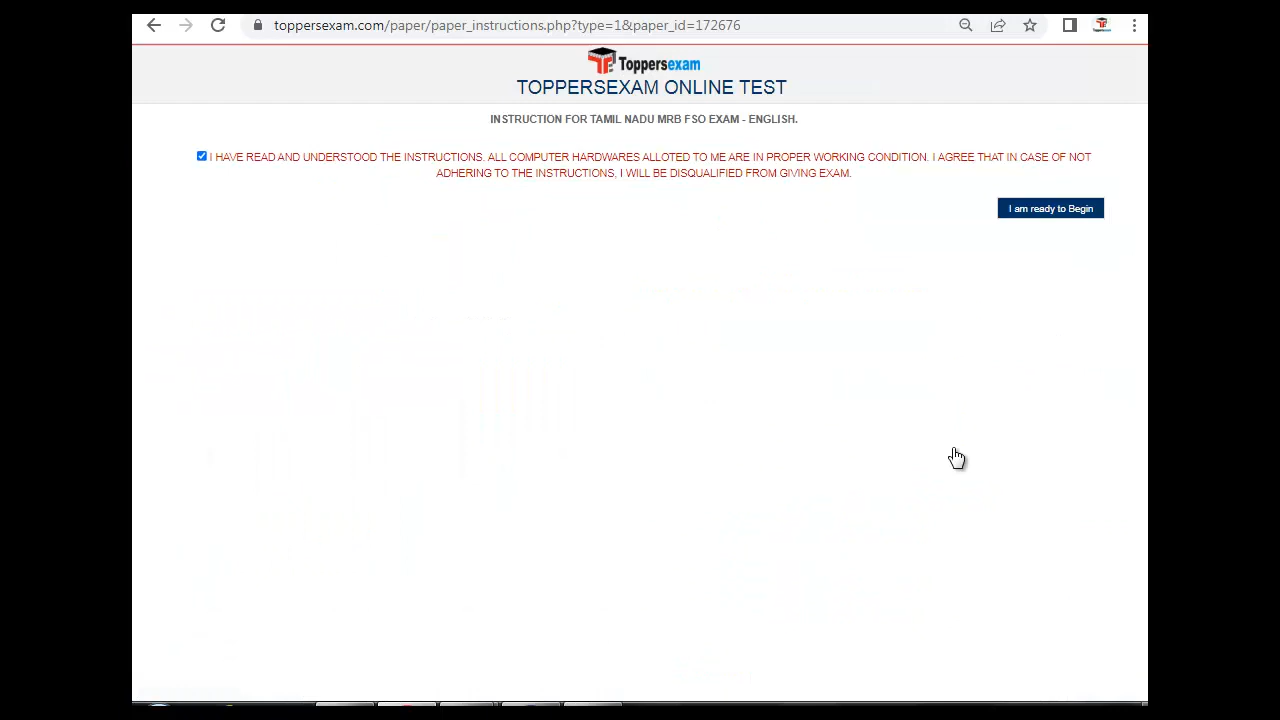 toppersexam.com/paper/paper_instructions.php?type=1&paper_id=172676
Toppersexam
TOPPERSEXAM ONLINE TEST
INSTRUCTION FOR TAMIL NADU MRB FSO EXAM - ENGLISH.
I HAVE READ AND UNDERSTOOD THE INSTRUCTIONS. ALL COMPUTER HARDWARES ALLOTED TO ME ARE IN PROPER WORKING CONDITION. I AGREE THAT IN CASE OF NOT
ADHERING TO THE INSTRUCTIONS, I WILL BE DISQUALIFIED FROM GIVING EXAM.
I am ready to Begin